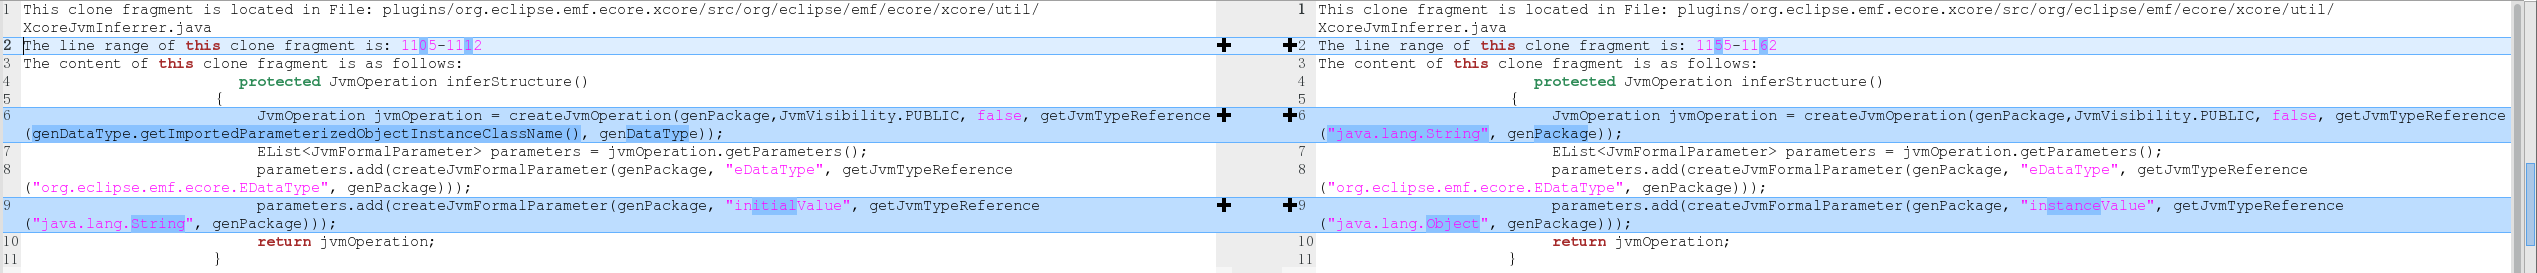 1 This clone fragment is located in File: plugins/org.eclipse.emf.ecore.xcore/src/org/eclipse/emf/ecore/xcore/util/
XcoreJvmInferrer.java
2 The line range of this clone fragment is: 1105-1112
3 The content of this clone fragment is as follows:
4 protected JvmOperation inferStructure()
5 {
6 JvmOperation jvmOperation = createJvmOperation(genPackage,JvmVisibility.PUBLIC, false, getJvmTypeReference
(genDataType.getImportedParameterizedObjectInstanceClassName(), genDataType));
7 EList<JvmFormalParameter> parameters = jvmOperation.getParameters();
8 parameters.add(createJvmFormalParameter(genPackage, "eDataType", getJvmTypeReference
("org.eclipse.emf.ecore.EDataType", genPackage)));
9 parameters.add(createJvmFormalParameter(genPackage, "initialValue", getJvmTypeReference
("java.lang.String", genPackage)));
10 return jvmOperation;
11 }
1 This clone fragment is located in File: plugins/org.eclipse.emf.ecore.xcore/src/org/eclipse/emf/ecore/xcore/util/
XcoreJvmInferrer.java
2 The line range of this clone fragment is: 1155-1162
3 The content of this clone fragment is as follows:
4 protected JvmOperation inferStructure()
5 {
6 JvmOperation jvmOperation = createJvmOperation(genPackage,JvmVisibility.PUBLIC, false, getJvmTypeReference
("java.lang.String", genPackage));
7 EList<JvmFormalParameter> parameters = jvmOperation.getParameters();
8 parameters.add(createJvmFormalParameter(genPackage, "eDataType", getJvmTypeReference
("org.eclipse.emf.ecore.EDataType", genPackage)));
9 parameters.add(createJvmFormalParameter(genPackage, "instanceValue", getJvmTypeReference
("java.lang.Object", genPackage)));
10 return jvmOperation;
11 }